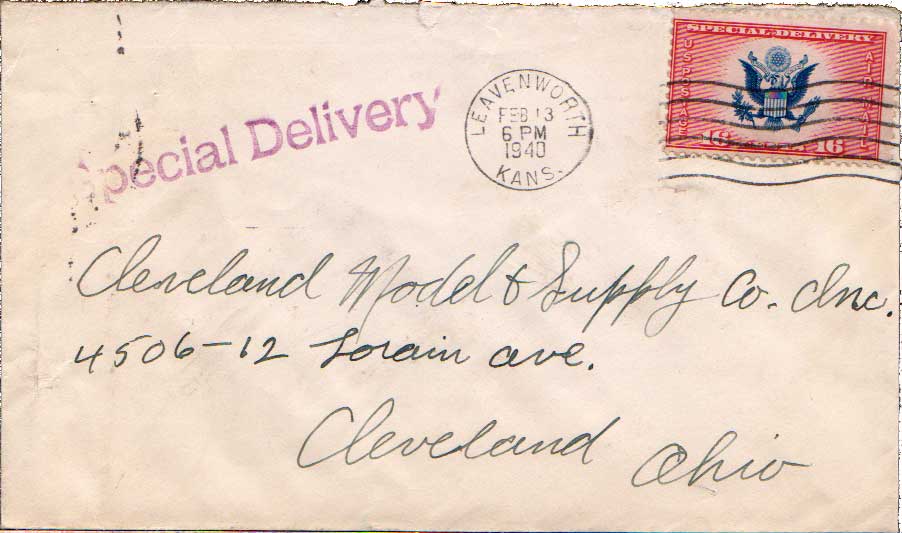 SPECIAL DELIVERY
U.S. POSTAGE
AIR MAIL
16 16
LEAVENWORTH
FEB 13
6 PM
1940
KANS.
Special Delivery
Cleveland Model & Supply Co. Inc.
4506-12 Lorain ave.
Cleveland Ohio